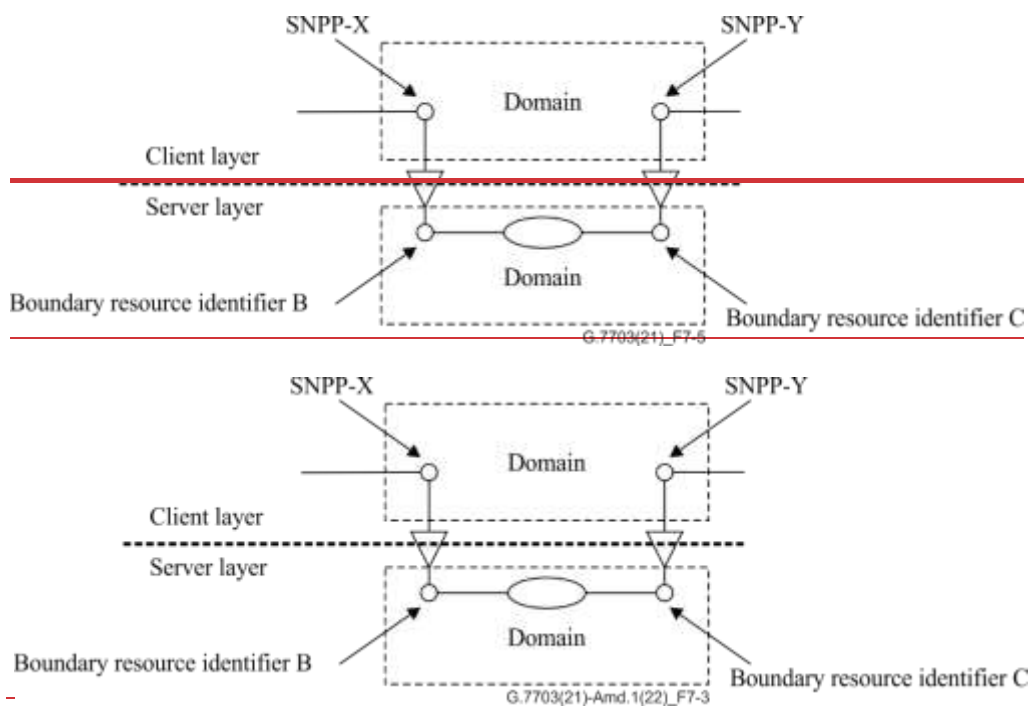 SNPP-X SNPP-Y
Domain
Client layer
Server layer
Domain
Boundary resource identifier B
Boundary resource identifier C
G.7703(21)_F7-5
SNPP-X SNPP-Y
Domain
Client layer
Server layer
Domain
Boundary resource identifier B
Boundary resource identifier C
G.7703(21)-Amd.1(22)_F7-3